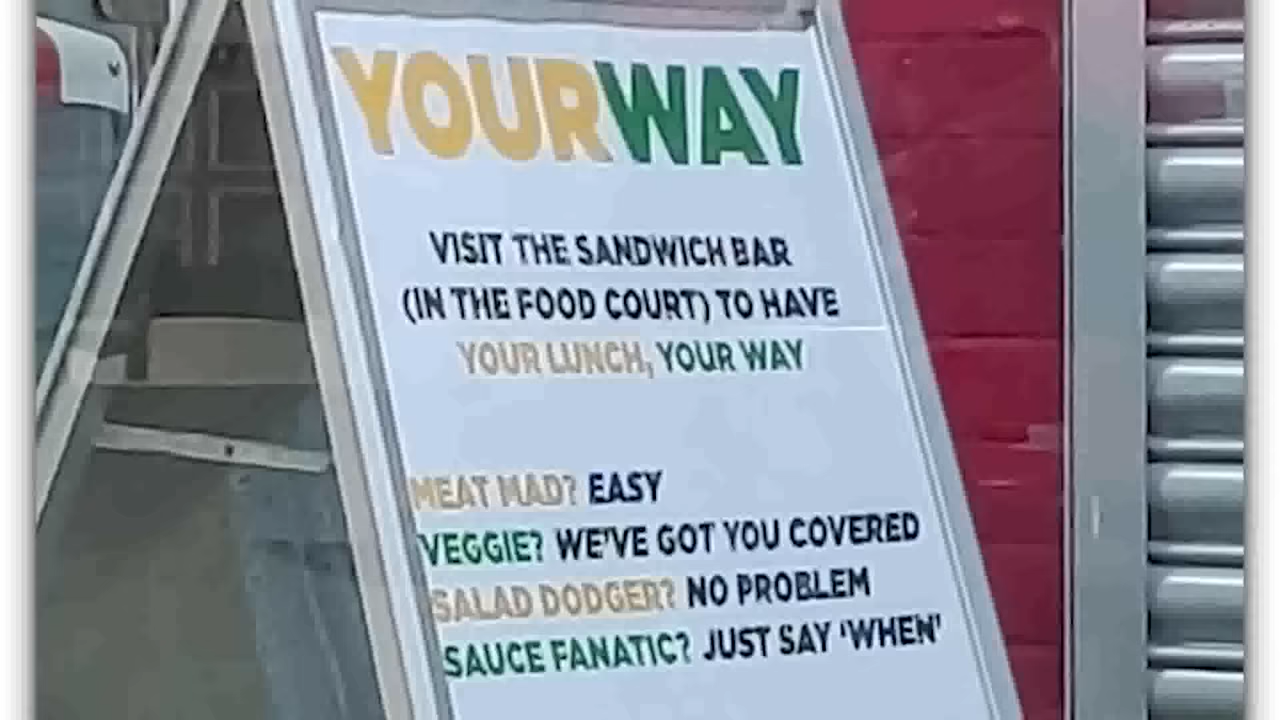 YOURWAY
VISIT THE SANDWICH BAR
(IN THE FOOD COURT) TO HAVE
YOUR LUNCH, YOUR WAY
MEAT MAD? EASY
VEGGIE? WE'VE GOT YOU COVERED
SALAD DODGER? NO PROBLEM
SAUCE FANATIC? JUST SAY 'WHEN'